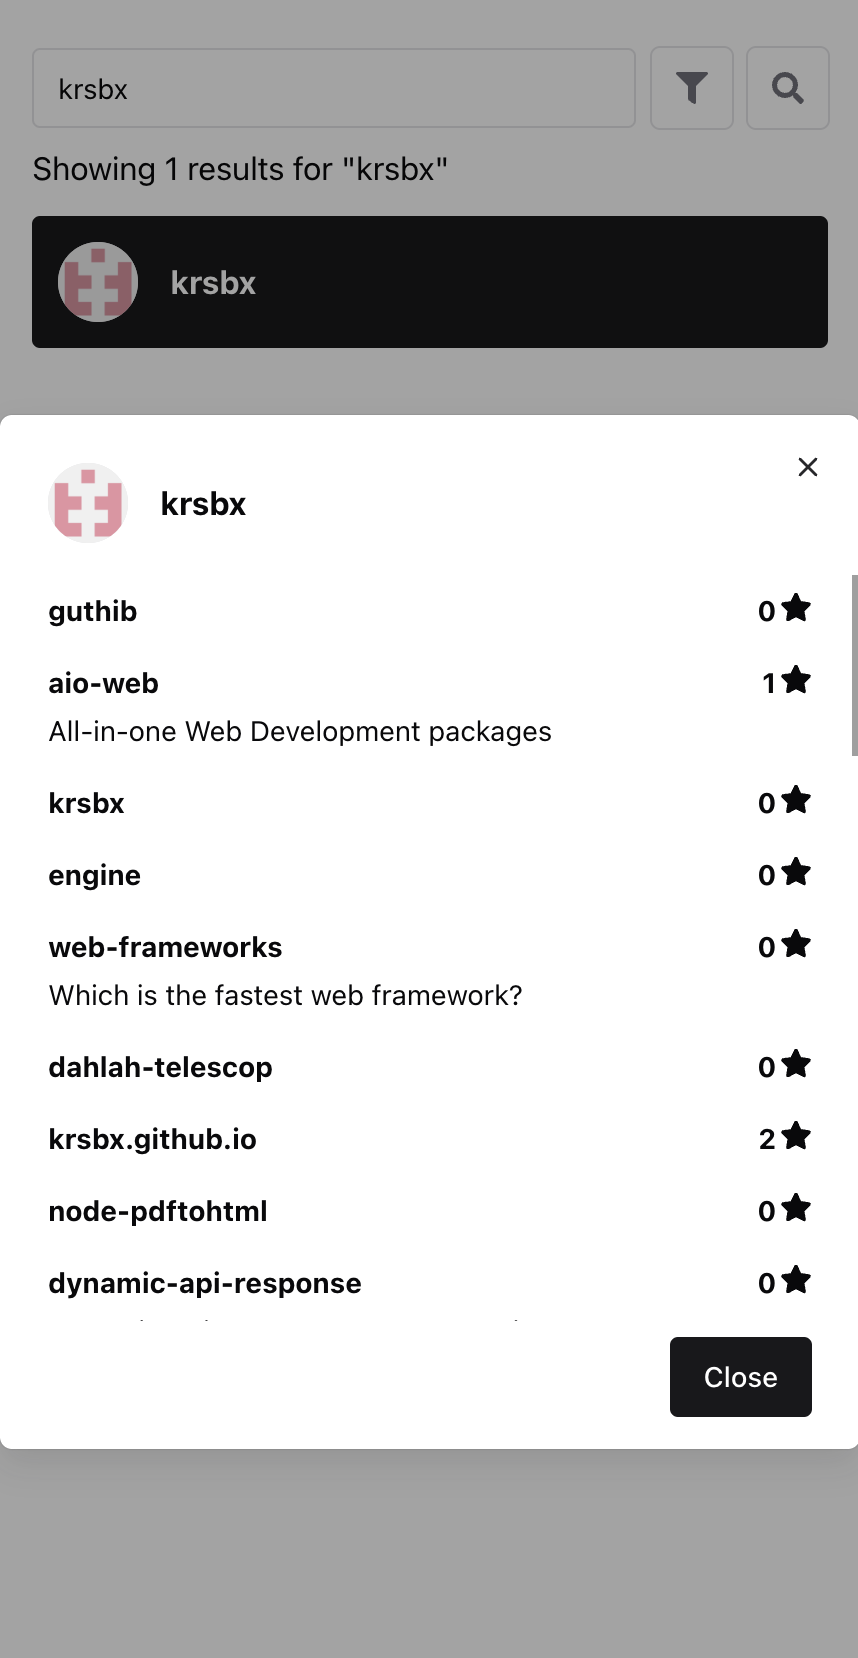 krsbx
Showing 1 results for "krsbx"
krsbx
krsbx
guthib 0
aio-web 1
All-in-one Web Development packages
krsbx 0
engine 0
web-frameworks 0
Which is the fastest web framework?
dahlah-telescop 0
krsbx.github.io 2
node-pdftohtml 0
dynamic-api-response 0
Close